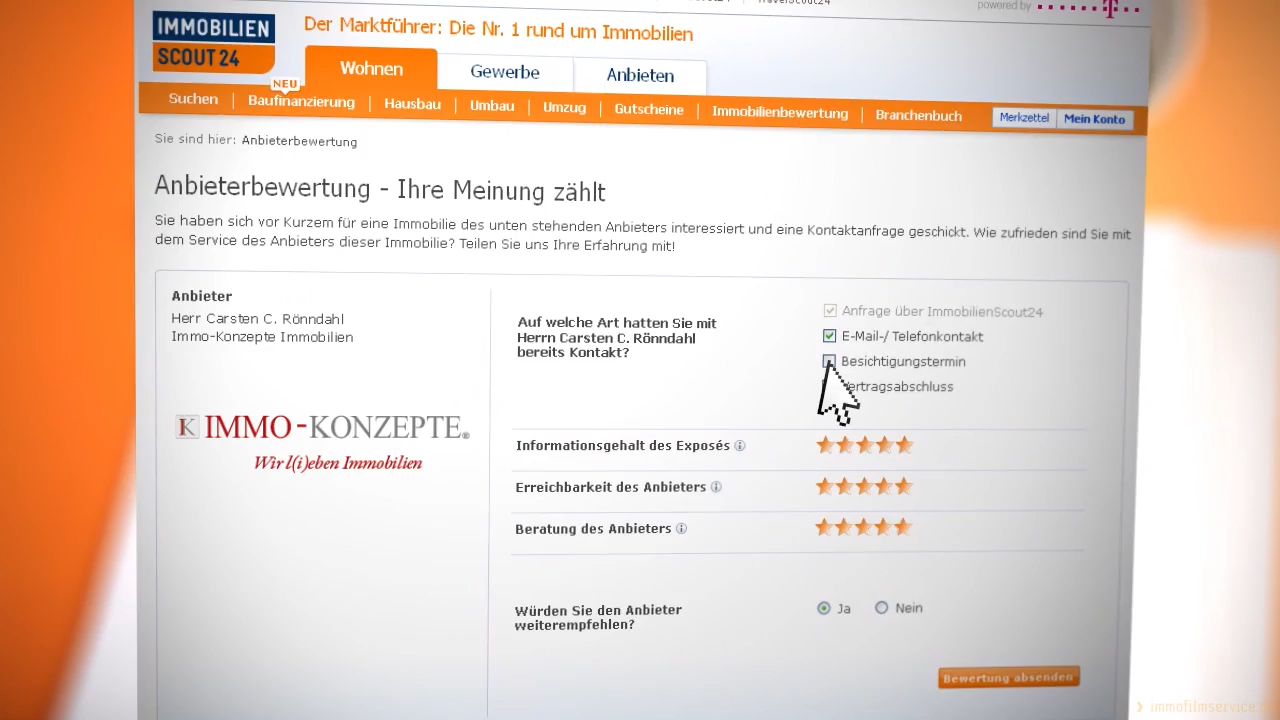 powered by
IMMOBILIEN
SCOUT 24
Der Marktführer: Die Nr. 1 rund um Immobilien
Wohnen
Gewerbe
Anbieten
NEU
Suchen
Baufinanzierung
Hausbau
Umbau
Umzug
Gutscheine
Immobilienbewertung
Branchenbuch
Merkzettel
Mein Konto
Sie sind hier: Anbieterbewertung
Anbieterbewertung - Ihre Meinung zählt
Sie haben sich vor Kurzem für eine Immobilie des unten stehenden Anbieters interessiert und eine Kontaktanfrage geschickt. Wie zufrieden sind Sie mit
dem Service des Anbieters dieser Immobilie? Teilen Sie uns Ihre Erfahrung mit!
Anbieter
Herr Carsten C. Rönndahl
Immo-Konzepte Immobilien
K IMMO-KONZEPTE®
Wir l(i)eben Immobilien
Auf welche Art hatten Sie mit
Herrn Carsten C. Rönndahl
bereits Kontakt?
Anfrage über ImmobilienScout24
E-Mail-/ Telefonkontakt
Besichtigungstermin
Vertragsabschluss
Informationsgehalt des Exposés
Erreichbarkeit des Anbieters
Beratung des Anbieters
Würden Sie den Anbieter
weiterempfehlen?
Ja
Nein
Bewertung absenden